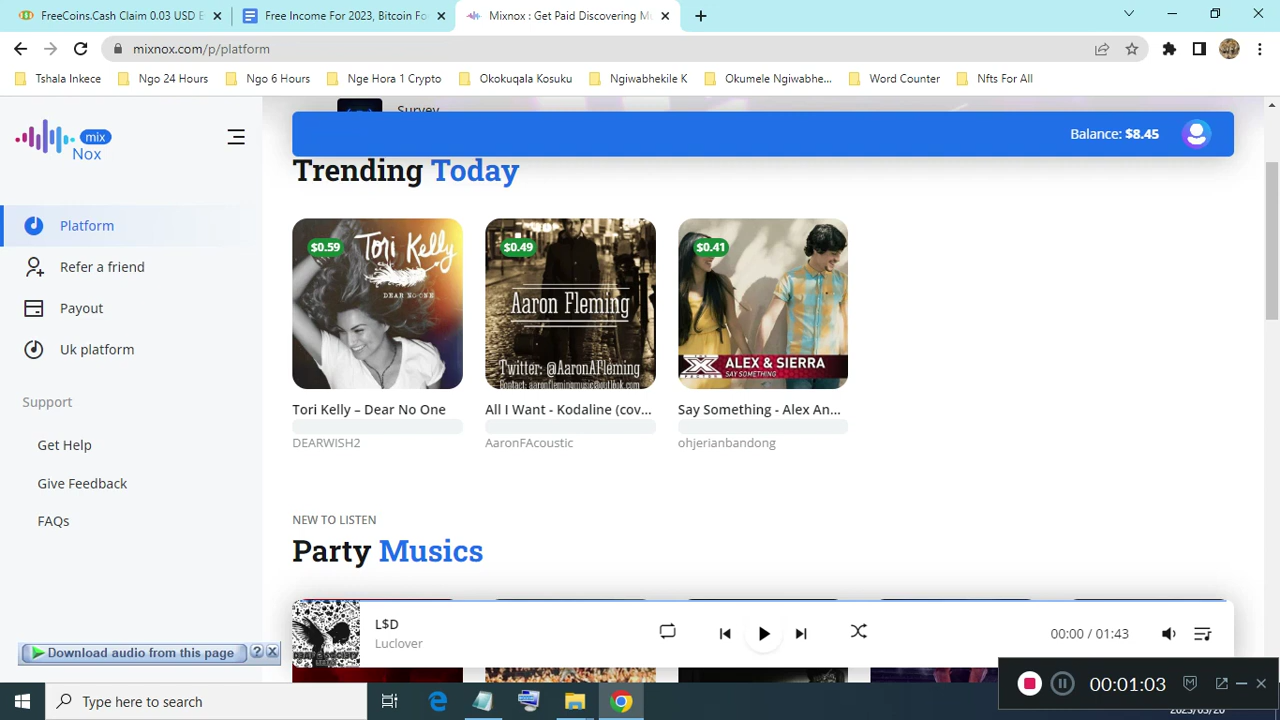 FreeCoins.Cash Claim 0.03 USD E
Free Income For 2023, Bitcoin Fo
Mixnox : Get Paid Discovering Mu
mixnox.com/p/platform
Tshala Inkece
Ngo 24 Hours
Ngo 6 Hours
Nge Hora 1 Crypto
Okokuqala Kosuku
Ngiwabhekile K
Okumele Ngiwabhe...
Word Counter
Nfts For All
Survey
mix
Nox
Balance: $8.45
Trending Today
Platform
Refer a friend
Payout
Uk platform
Support
Get Help
Give Feedback
FAQs
$0.59
Tori Kelly
DEAR NO ONE
$0.49
Aaron Fleming
Twitter: @AaronAFleming
Contact: aaronflemingmusic@outlook.com
$0.41
ALEX & SIERRA
SAY SOMETHING
Tori Kelly – Dear No One
DEARWISH2
All I Want - Kodaline (cov...
AaronFAcoustic
Say Something - Alex An...
ohjerianbandong
NEW TO LISTEN
Party Musics
L$D
Luclover
00:00 / 01:43
Download audio from this page
?
00:01:03
Type here to search